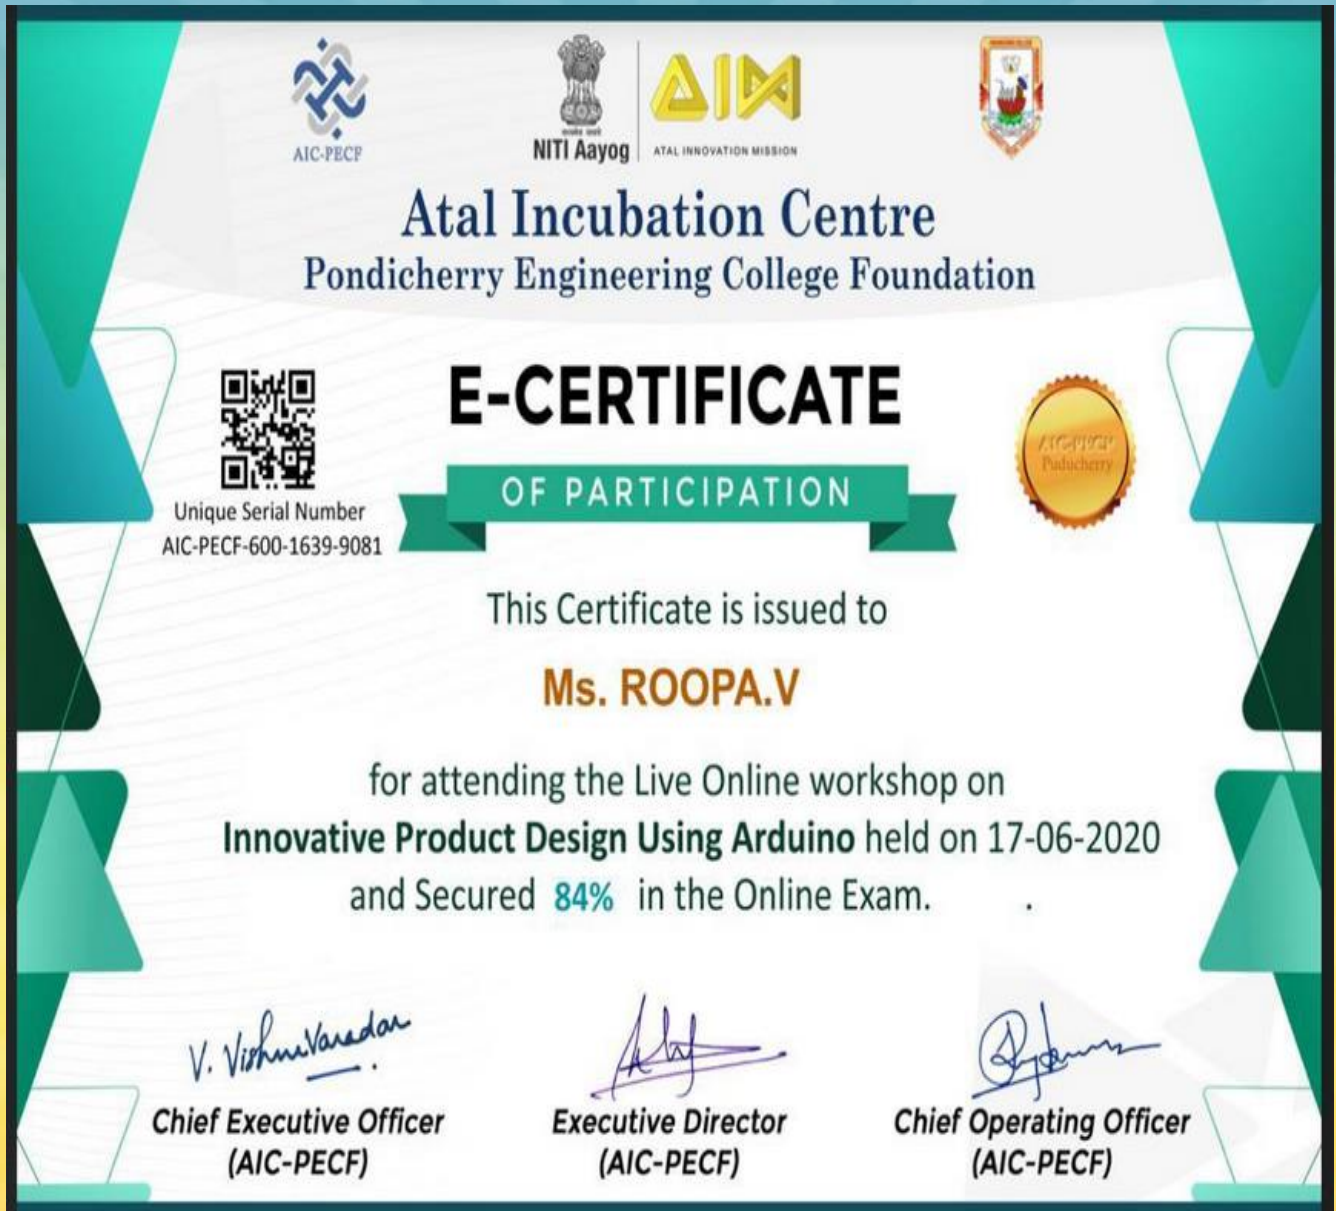 AIC-PECF
NITI Aayog
ATAL INNOVATION MISSION
Atal Incubation Centre
Pondicherry Engineering College Foundation
E-CERTIFICATE
OF PARTICIPATION
AIC-PECF
Puducherry
Unique Serial Number
AIC-PECF-600-1639-9081
This Certificate is issued to
Ms. ROOPA.V
for attending the Live Online workshop on
Innovative Product Design Using Arduino held on 17-06-2020
and Secured 84% in the Online Exam. .
V. VishnuVaradan
Chief Executive Officer
(AIC-PECF)
Executive Director
(AIC-PECF)
Chief Operating Officer
(AIC-PECF)